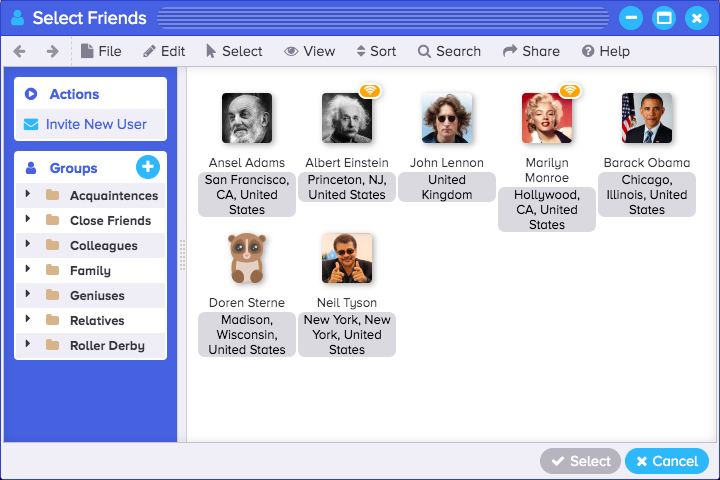 Select Friends
File Edit Select View Sort Search Share Help
Actions
Invite New User
Groups
Acquaintences
Close Friends
Colleagues
Family
Geniuses
Relatives
Roller Derby
Ansel Adams
San Francisco,
CA, United
States
Albert Einstein
Princeton, NJ,
United States
John Lennon
United
Kingdom
Marilyn
Monroe
Hollywood,
CA, United
States
Barack Obama
Chicago,
Illinois, United
States
Doren Sterne
Madison,
Wisconsin,
United States
Neil Tyson
New York, New
York, United
States
Select
Cancel